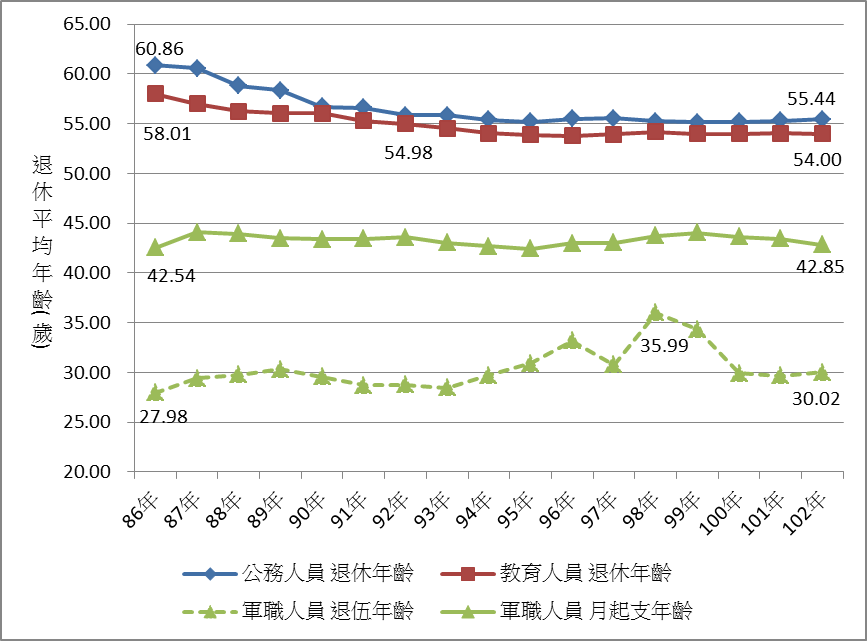 65.00
60.00
55.00
50.00
45.00
40.00
35.00
30.00
25.00
20.00
退休平均年齡(歲)
60.86
58.01
54.98
55.44
54.00
42.54
42.85
27.98
35.99
30.02
86年
87年
88年
89年
90年
91年
92年
93年
94年
95年
96年
97年
98年
99年
100年
101年
102年
公務人員 退休年齡
教育人員 退休年齡
軍職人員 退伍年齡
軍職人員 月起支年齡